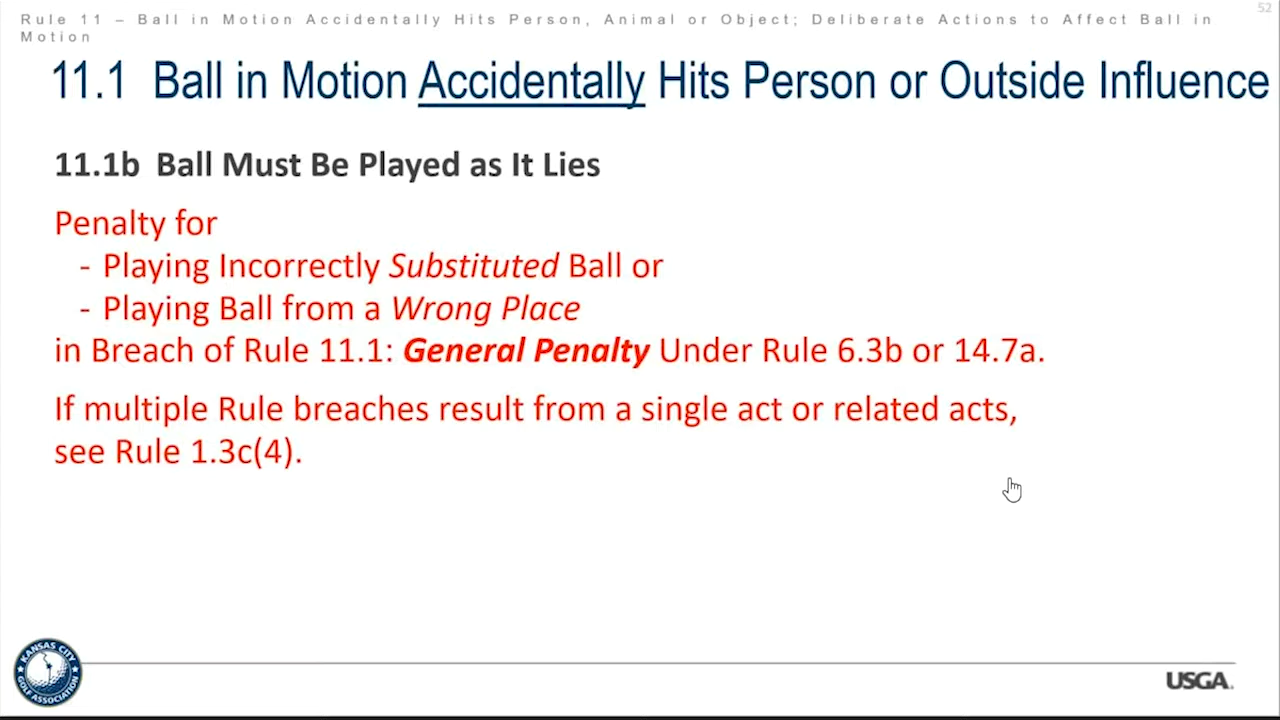 Rule 11 – Ball in Motion Accidentally Hits Person, Animal or Object; Deliberate Actions to Affect Ball in
Motion
52
11.1 Ball in Motion Accidentally Hits Person or Outside Influence
11.1b Ball Must Be Played as It Lies
Penalty for
- Playing Incorrectly Substituted Ball or
- Playing Ball from a Wrong Place
in Breach of Rule 11.1: General Penalty Under Rule 6.3b or 14.7a.
If multiple Rule breaches result from a single act or related acts,
see Rule 1.3c(4).
KANSAS CITY
GOLF ASSOCIATION
USGA.